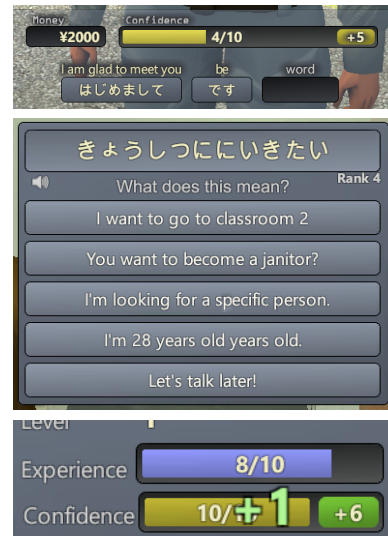 Money Confidence
¥2000 4/10 +5
I am glad to meet you be word
はじめまして です
きょうしつににいきたい
What does this mean? Rank 4
I want to go to classroom 2
You want to become a janitor?
I'm looking for a specific person.
I'm 28 years old years old.
Let's talk later!
Level
Experience 8/10
Confidence 10/ +1 +6